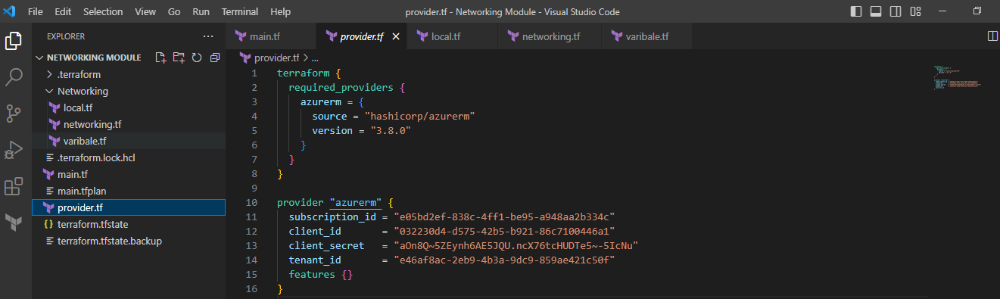 File Edit Selection View Go Run Terminal Help
provider.tf - Networking Module - Visual Studio Code
EXPLORER
NETWORKING MODULE
.terraform
Networking
local.tf
networking.tf
varibale.tf
.terraform.lock.hcl
main.tf
main.tfplan
provider.tf
terraform.tfstate
terraform.tfstate.backup
main.tf provider.tf local.tf networking.tf varibale.tf
provider.tf > ...
1 terraform {
2 required_providers {
3 azurerm = {
4 source = "hashicorp/azurerm"
5 version = "3.8.0"
6 }
7 }
8 }
9
10 provider "azurerm" {
11 subscription_id = "e05bd2ef-838c-4ff1-be95-a948aa2b334c"
12 client_id = "032230d4-d575-42b5-b921-86c7100446a1"
13 client_secret = "aOn8Q~5ZEynh6AE5JQU.ncX76tcHUDTe5~-5IcNu"
14 tenant_id = "e46af8ac-2eb9-4b3a-9dc9-859ae421c50f"
15 features {}
16 }